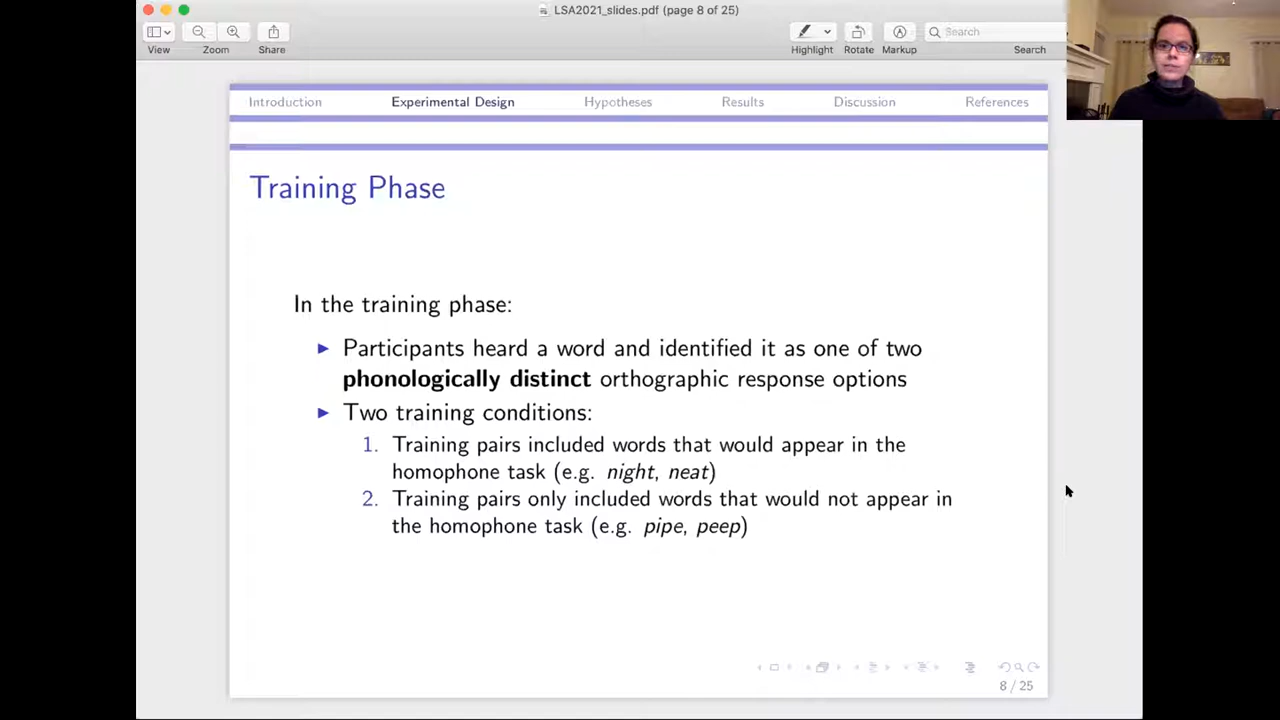 LSA2021_slides.pdf (page 8 of 25)
View Zoom Share Highlight Rotate Markup Search
Search
Introduction Experimental Design Hypotheses Results Discussion References
Training Phase
In the training phase:
▶ Participants heard a word and identified it as one of two
phonologically distinct orthographic response options
▶ Two training conditions:
1. Training pairs included words that would appear in the
homophone task (e.g. night, neat)
2. Training pairs only included words that would not appear in
the homophone task (e.g. pipe, peep)
8 / 25